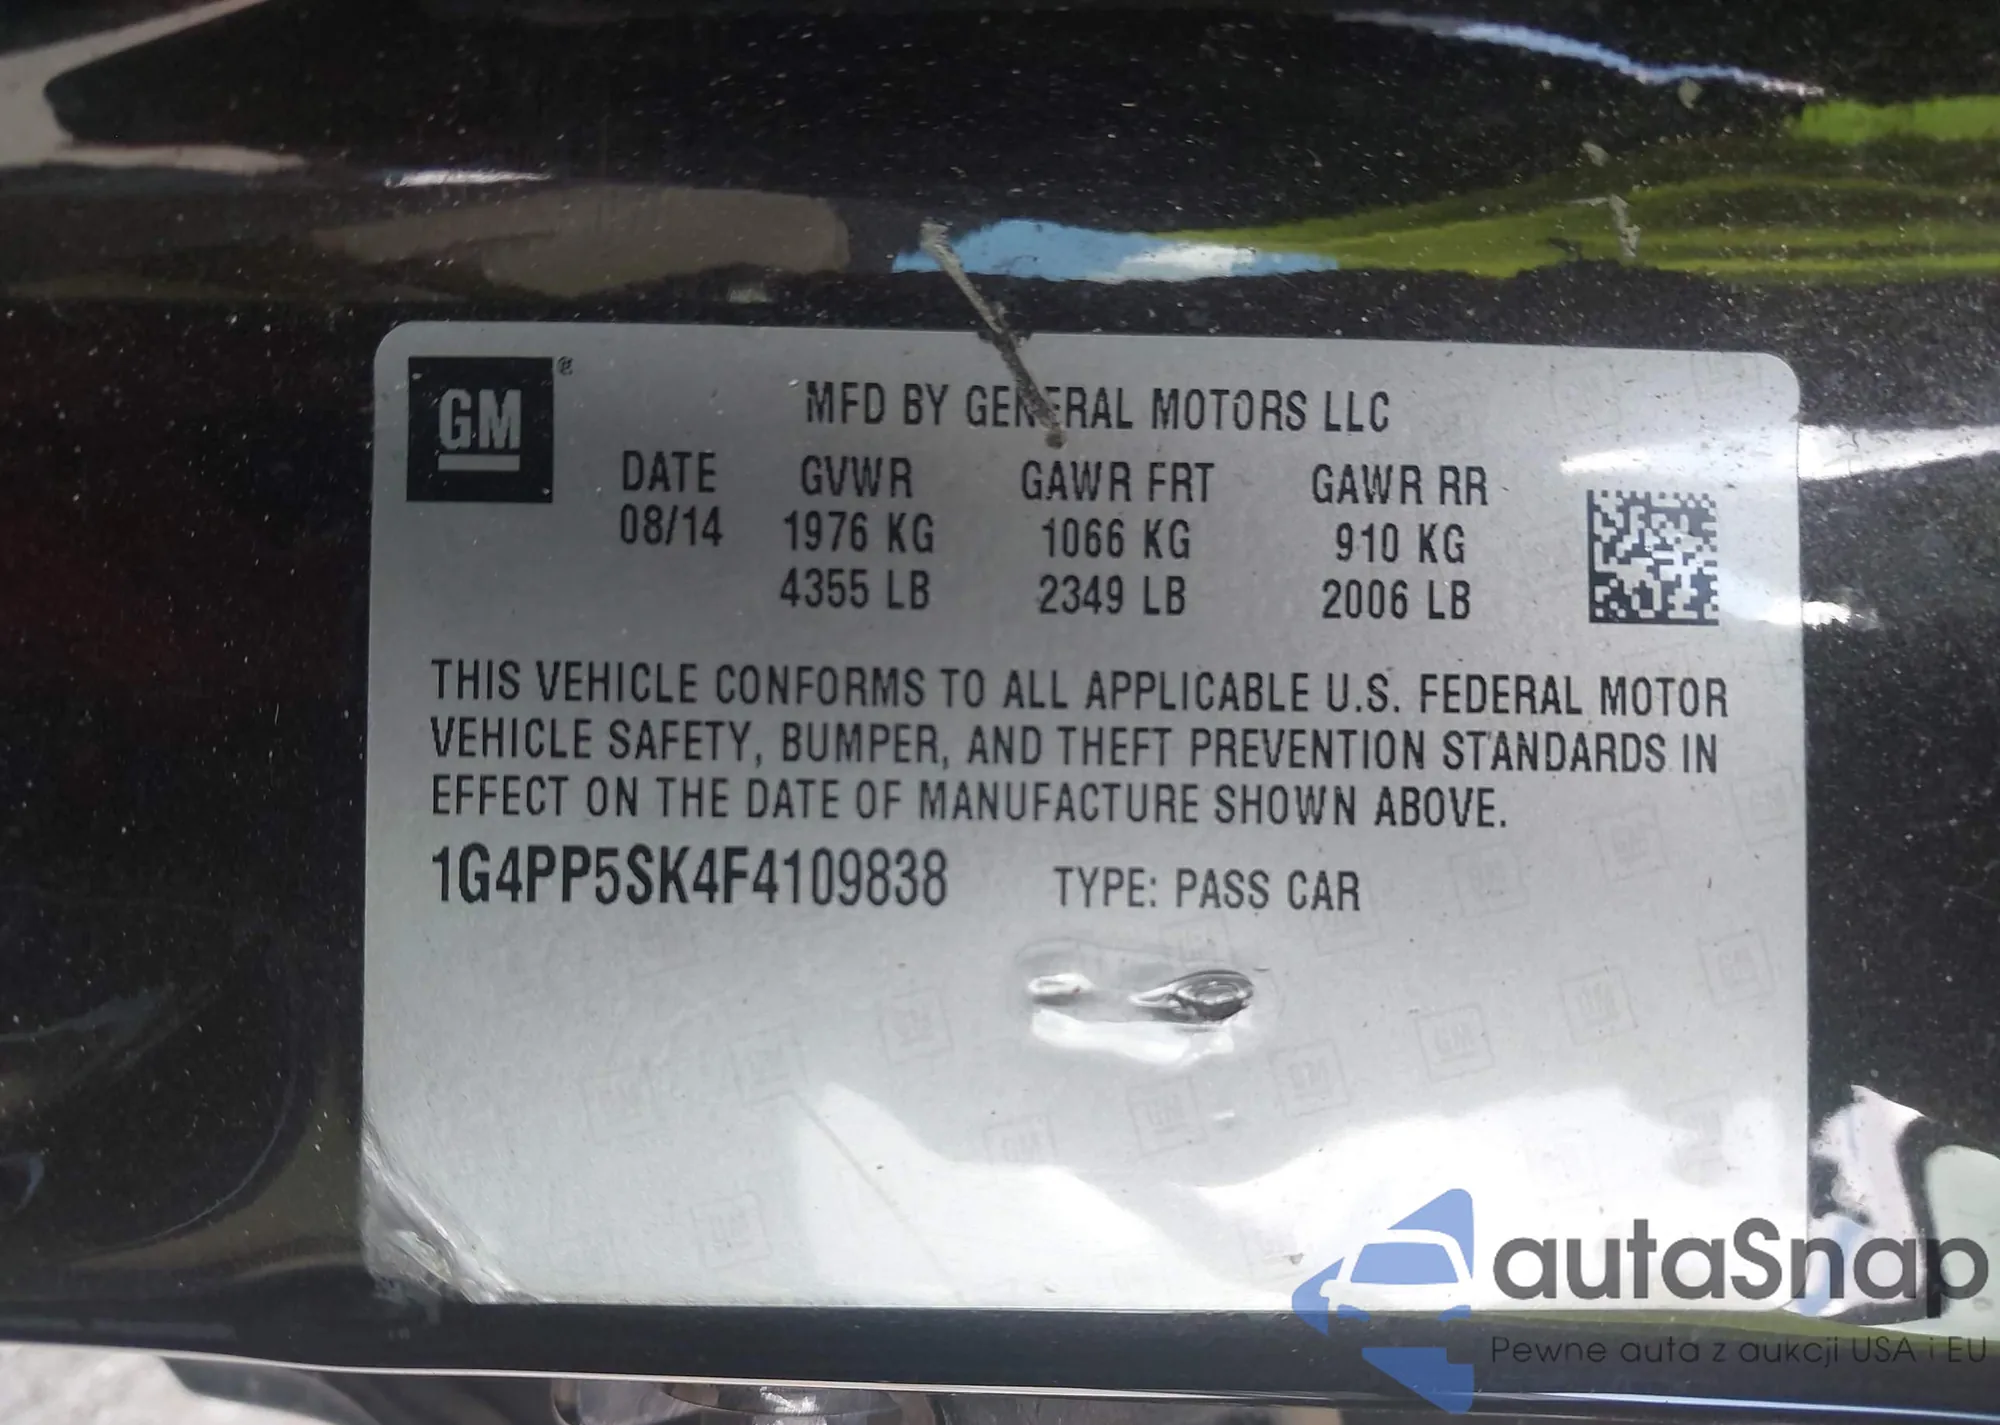 GM ®
MFD BY GENERAL MOTORS LLC
DATE GVWR GAWR FRT GAWR RR
08/14 1976 KG 1066 KG 910 KG
4355 LB 2349 LB 2006 LB
THIS VEHICLE CONFORMS TO ALL APPLICABLE U.S. FEDERAL MOTOR
VEHICLE SAFETY, BUMPER, AND THEFT PREVENTION STANDARDS IN
EFFECT ON THE DATE OF MANUFACTURE SHOWN ABOVE.
1G4PP5SK4F4109838 TYPE: PASS CAR
autaSnap
Pewne auta z aukcji USA i EU